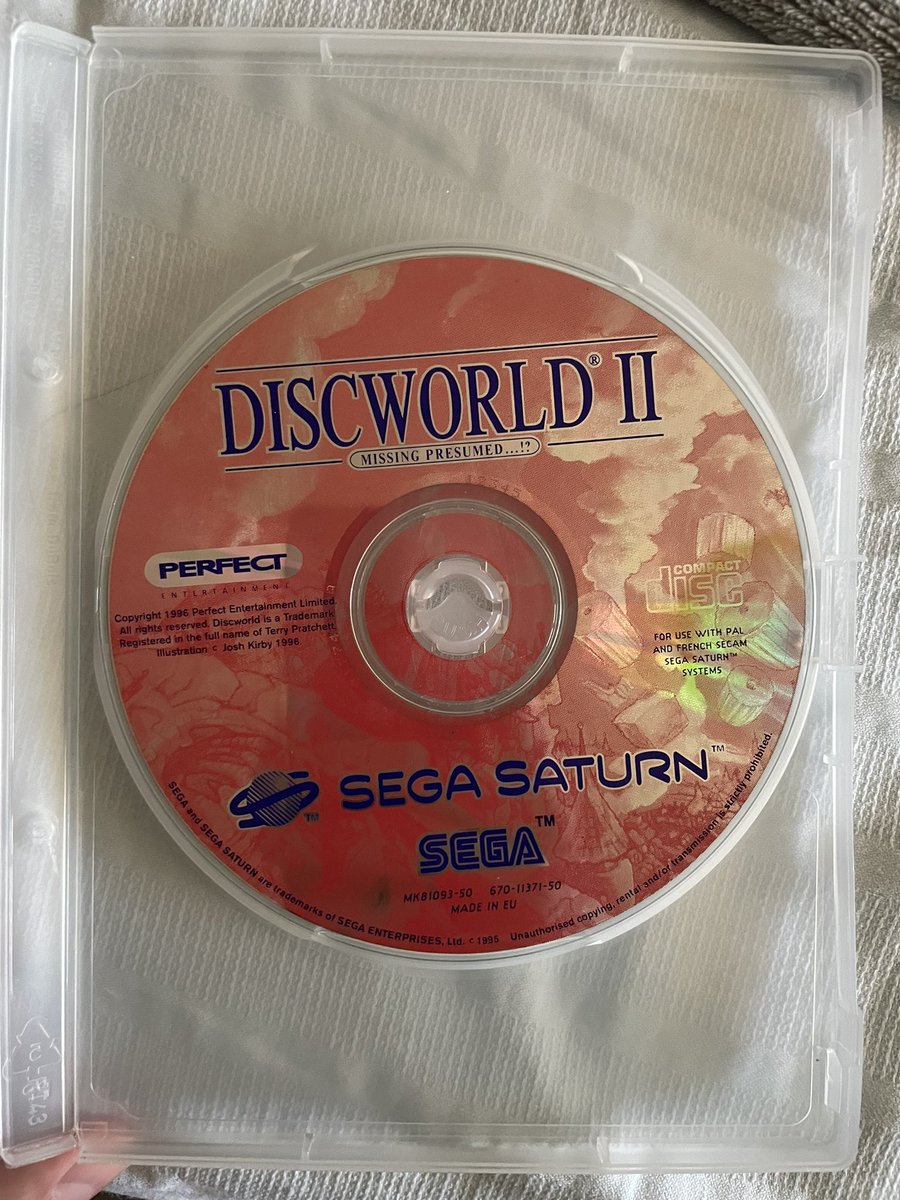 DISCWORLD® II
MISSING PRESUMED...!?
PERFECT
ENTERTAINMENT
Copyright 1996 Perfect Entertainment Limited.
All rights reserved. Discworld is a Trademark
Registered in the full name of Terry Pratchett.
Illustration c Josh Kirby 1996.
COMPACT
disc
FOR USE WITH PAL
AND FRENCH SECAM
SEGA SATURN™
SYSTEMS
SEGA SATURN™
TM
SEGA™
MK81093-50 670-11371-50
MADE IN EU
SEGA and SEGA SATURN are trademarks of SEGA ENTERPRISES, Ltd. c 1995 Unauthorised copying, rental and/or transmission is strictly prohibited.